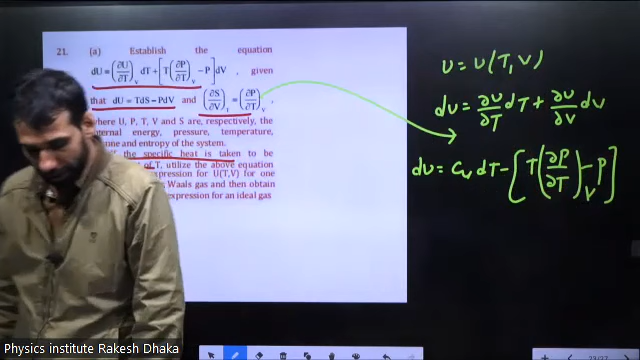 21. (a) Establish the equation
dU = (∂U/∂T)_V dT + [T(∂P/∂T)_V − P]dV , given
that dU = TdS − PdV and (∂S/∂V)_T = (∂P/∂T)_V ,
where U, P, T, V and S are, respectively, the
internal energy, pressure, temperature,
and entropy of the system.
the specific heat is taken to be
of T, utilize the above equation
expression for U(T,V) for one
Waals gas and then obtain
expression for an ideal gas
U = U(T, V)
dU = ∂U/∂T dT + ∂U/∂V dV
dU = C_V dT − [T(∂P/∂T)_V − P]
Physics institute Rakesh Dhaka